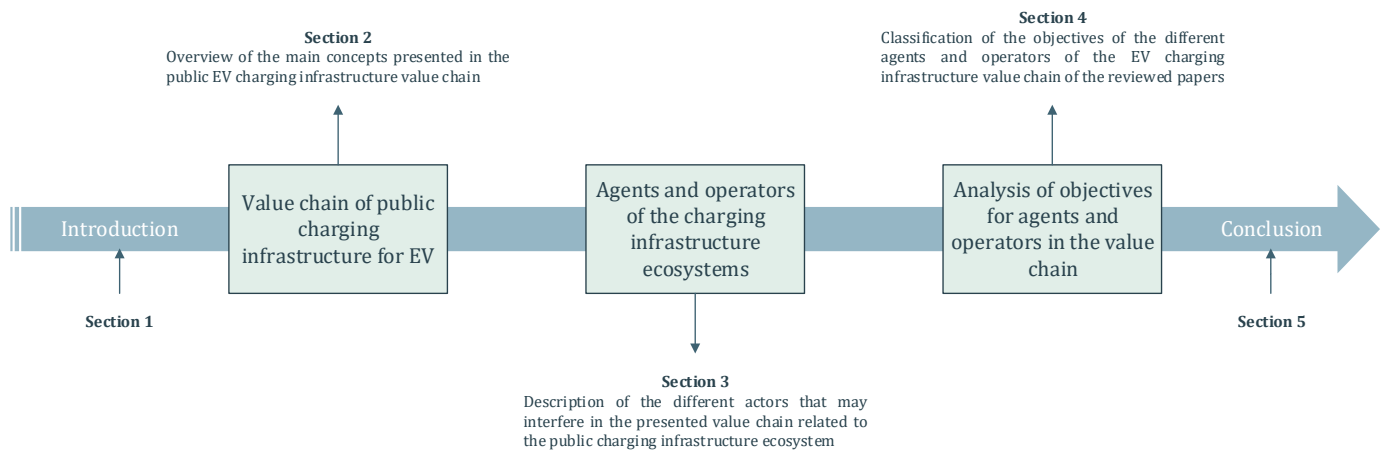 Section 4
Classification of the objectives of the different
agents and operators of the EV charging
infrastructure value chain of the reviewed papers
Section 2
Overview of the main concepts presented in the
public EV charging infrastructure value chain
Introduction
Value chain of public
charging
infrastructure for EV
Agents and operators
of the charging
infrastructure
ecosystems
Analysis of objectives
for agents and
operators in the value
chain
Conclusion
Section 1
Section 5
Section 3
Description of the different actors that may
interfere in the presented value chain related to
the public charging infrastructure ecosystem